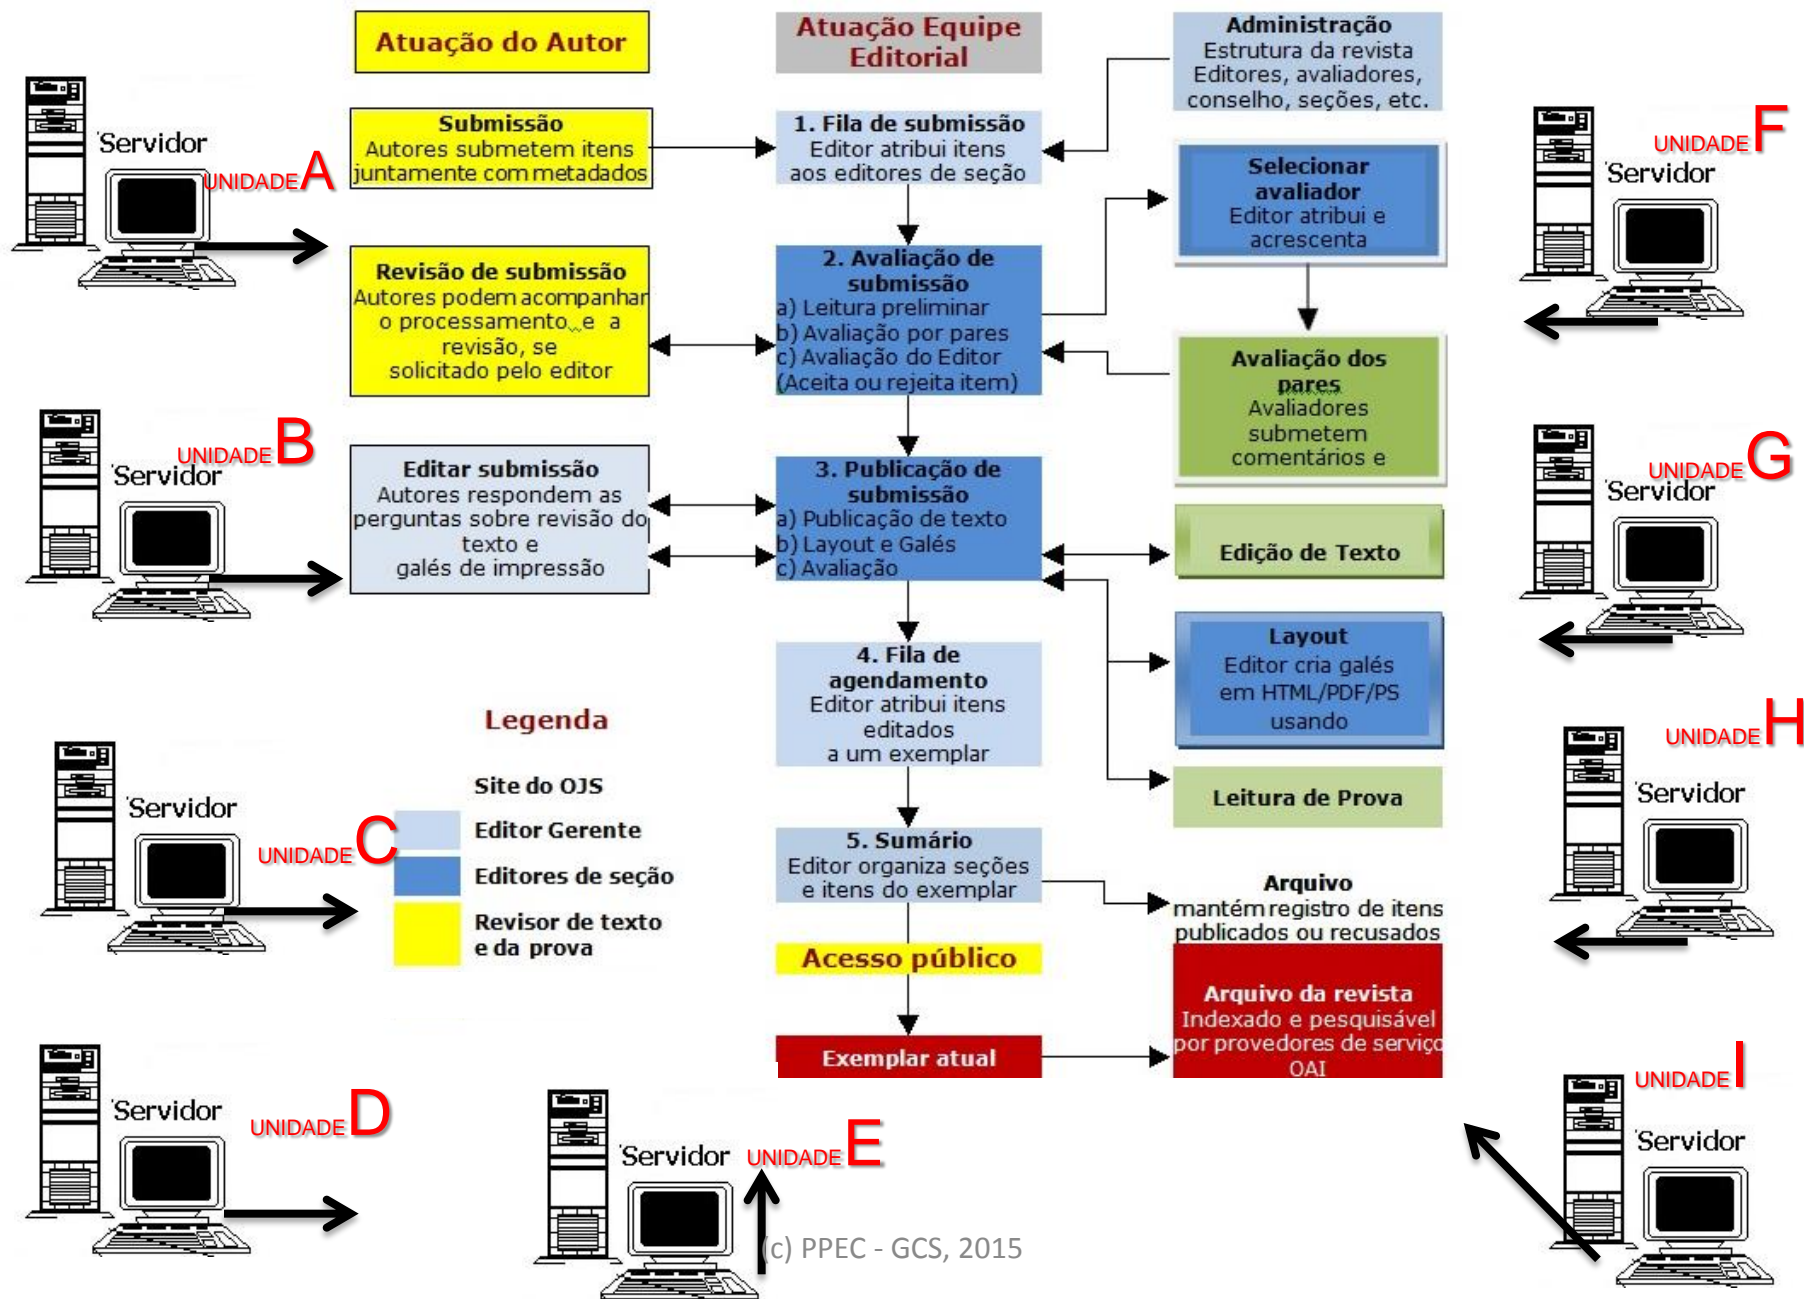 Atuação do Autor
Atuação Equipe
Editorial
Administração
Estrutura da revista
Editores, avaliadores,
conselho, seções, etc.
Servidor
UNIDADE A
Submissão
Autores submetem itens
juntamente com metadados
1. Fila de submissão
Editor atribui itens
aos editores de seção
Selecionar
avaliador
Editor atribui e
acrescenta
UNIDADE F
Servidor
Revisão de submissão
Autores podem acompanhar
o processamento e a
revisão, se
solicitado pelo editor
2. Avaliação de
submissão
a) Leitura preliminar
b) Avaliação por pares
c) Avaliação do Editor
(Aceita ou rejeita item)
Avaliação dos
pares
Avaliadores
submetem
comentários e
UNIDADE B
Servidor
Editar submissão
Autores respondem as
perguntas sobre revisão do
texto e
galés de impressão
3. Publicação de
submissão
a) Publicação de texto
b) Layout e Galés
c) Avaliação
Edição de Texto
UNIDADE G
Servidor
4. Fila de
agendamento
Editor atribui itens
editados
a um exemplar
Layout
Editor cria galés
em HTML/PDF/PS
usando
Leitura de Prova
UNIDADE H
Servidor
Servidor
UNIDADE C
Legenda
Site do OJS
Editor Gerente
Editores de seção
Revisor de texto
e da prova
5. Sumário
Editor organiza seções
e itens do exemplar
Arquivo
mantém registro de itens
publicados ou recusados
Acesso público
Exemplar atual
Arquivo da revista
Indexado e pesquisável
por provedores de serviço
OAI
Servidor
UNIDADE D
Servidor
UNIDADE E
UNIDADE I
Servidor
(c) PPEC - GCS, 2015